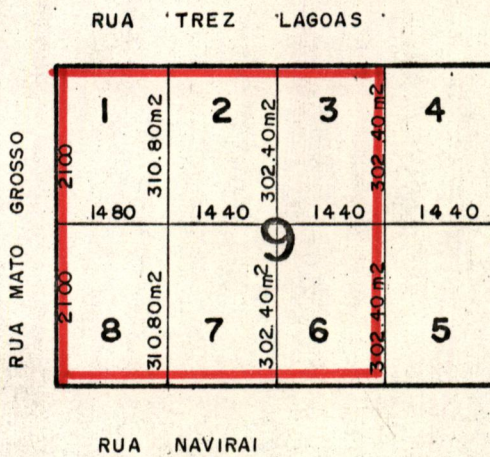 RUA TREZ LAGOAS
1 2 3 4
RUA MATO GROSSO
2100 310.80m2 302.40m2 302.40m2
1480 1440 1440 1440
9
2100 310.80m2 302.40m2 302.40m2
8 7 6 5
RUA NAVIRAI